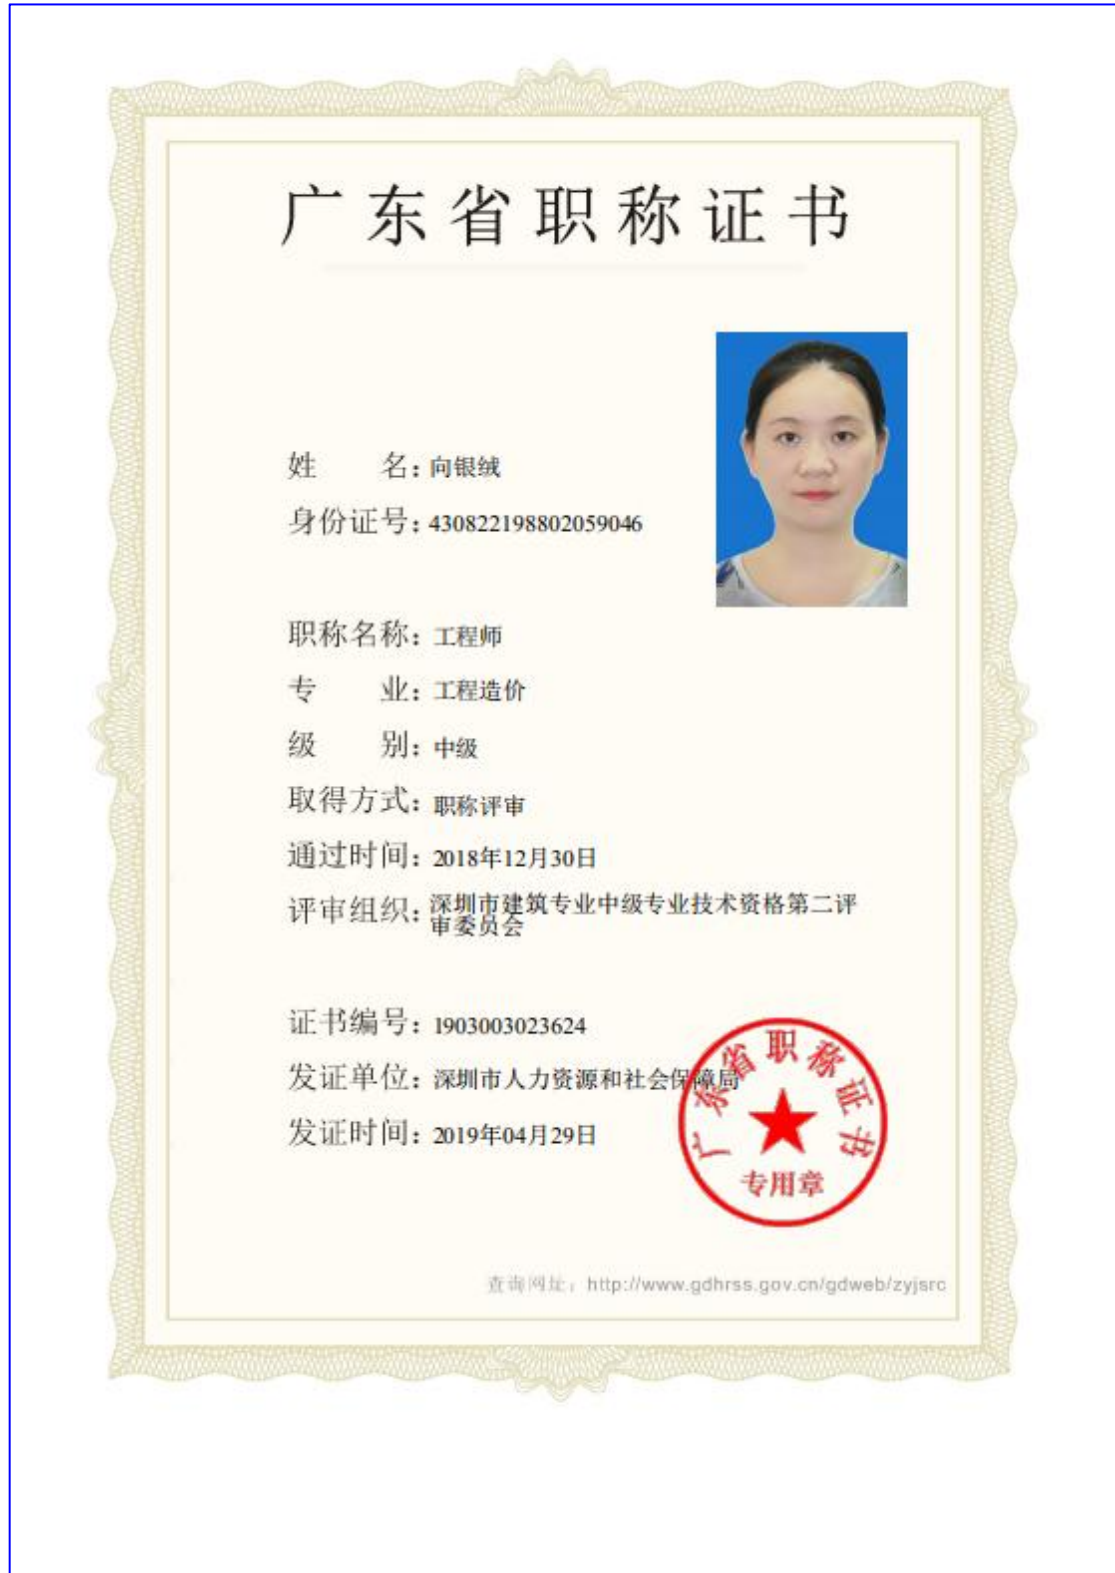 广东省职称证书
姓　　名：向银绒
身份证号：430822198802059046
职称名称：工程师
专　　业：工程造价
级　　别：中级
取得方式：职称评审
通过时间：2018年12月30日
评审组织：深圳市建筑专业中级专业技术资格第二评
审委员会
证书编号：1903003023624
发证单位：深圳市人力资源和社会保障局
发证时间：2019年04月29日
广东省职称证书
专用章
查询网址：http://www.gdhrss.gov.cn/gdweb/zyjsrc